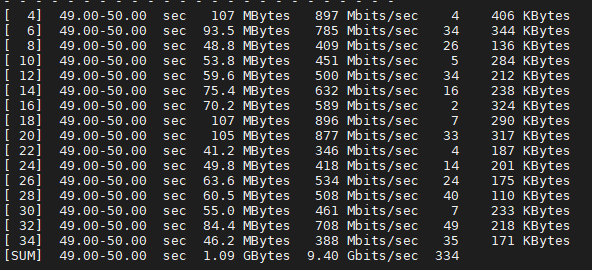 [  4]  49.00-50.00  sec   107 MBytes   897 Mbits/sec    4    406 KBytes
[  6]  49.00-50.00  sec  93.5 MBytes   785 Mbits/sec   34    344 KBytes
[  8]  49.00-50.00  sec  48.8 MBytes   409 Mbits/sec   26    136 KBytes
[ 10]  49.00-50.00  sec  53.8 MBytes   451 Mbits/sec    5    284 KBytes
[ 12]  49.00-50.00  sec  59.6 MBytes   500 Mbits/sec   34    212 KBytes
[ 14]  49.00-50.00  sec  75.4 MBytes   632 Mbits/sec   16    238 KBytes
[ 16]  49.00-50.00  sec  70.2 MBytes   589 Mbits/sec    2    324 KBytes
[ 18]  49.00-50.00  sec   107 MBytes   896 Mbits/sec    7    290 KBytes
[ 20]  49.00-50.00  sec   105 MBytes   877 Mbits/sec   33    317 KBytes
[ 22]  49.00-50.00  sec  41.2 MBytes   346 Mbits/sec    4    187 KBytes
[ 24]  49.00-50.00  sec  49.8 MBytes   418 Mbits/sec   14    201 KBytes
[ 26]  49.00-50.00  sec  63.6 MBytes   534 Mbits/sec   24    175 KBytes
[ 28]  49.00-50.00  sec  60.5 MBytes   508 Mbits/sec   40    110 KBytes
[ 30]  49.00-50.00  sec  55.0 MBytes   461 Mbits/sec    7    233 KBytes
[ 32]  49.00-50.00  sec  84.4 MBytes   708 Mbits/sec   49    218 KBytes
[ 34]  49.00-50.00  sec  46.2 MBytes   388 Mbits/sec   35    171 KBytes
[SUM]  49.00-50.00  sec  1.09 GBytes  9.40 Gbits/sec  334